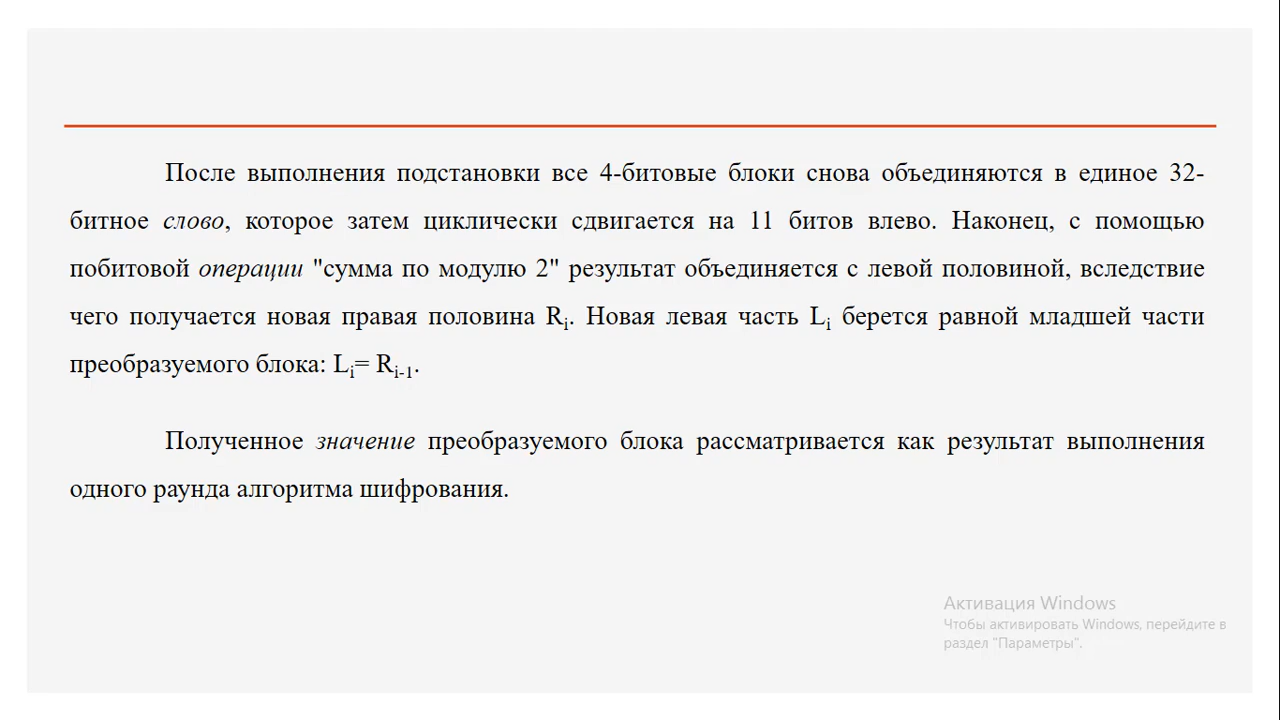 После выполнения подстановки все 4-битовые блоки снова объединяются в единое 32-
битное слово, которое затем циклически сдвигается на 11 битов влево. Наконец, с помощью
побитовой операции "сумма по модулю 2" результат объединяется с левой половиной, вследствие
чего получается новая правая половина Ri. Новая левая часть Li берется равной младшей части
преобразуемого блока: Li= Ri-1.
Полученное значение преобразуемого блока рассматривается как результат выполнения
одного раунда алгоритма шифрования.
Активация Windows
Чтобы активировать Windows, перейдите в
раздел "Параметры".